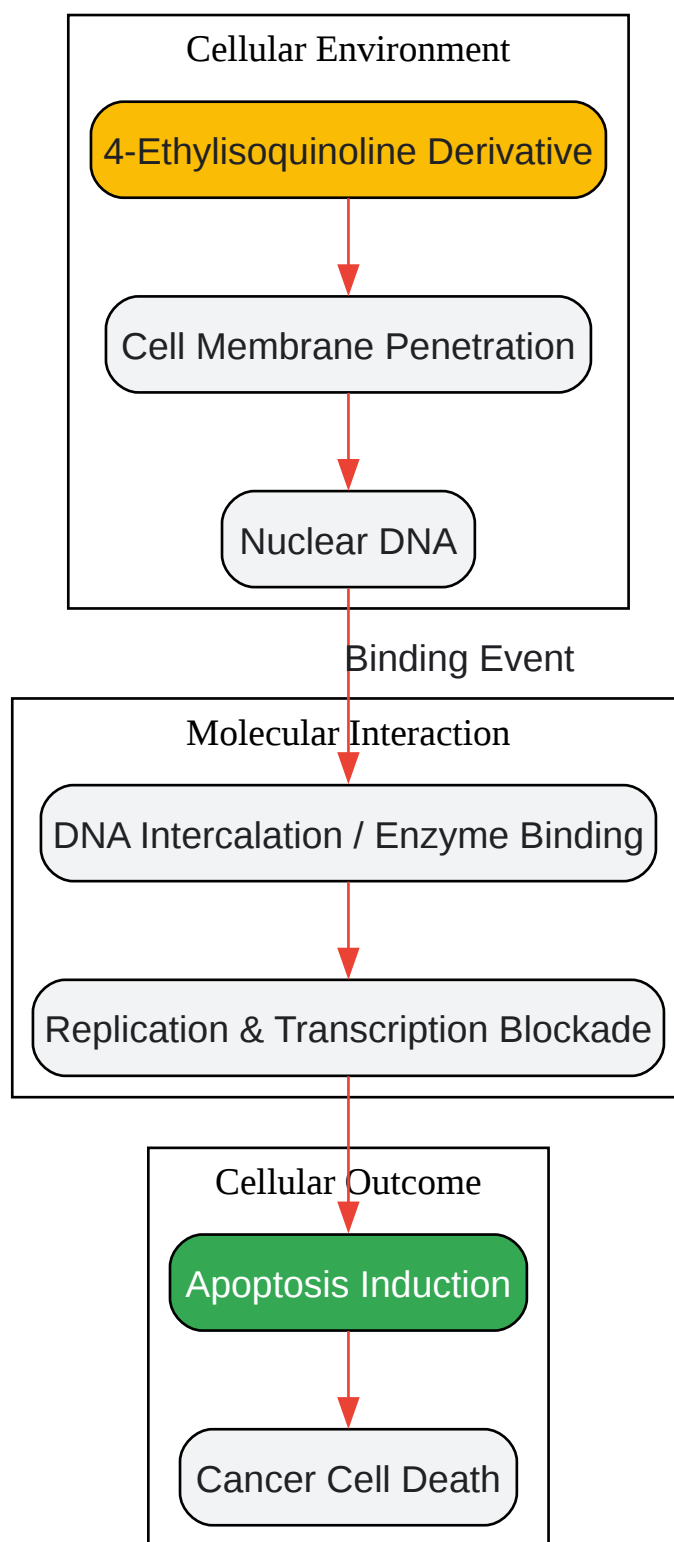 Cellular Environment
4-Ethylisoquinoline Derivative
Cell Membrane Penetration
Nuclear DNA
Binding Event
Molecular Interaction
DNA Intercalation / Enzyme Binding
Replication & Transcription Blockade
Cellular Outcome
Apoptosis Induction
Cancer Cell Death